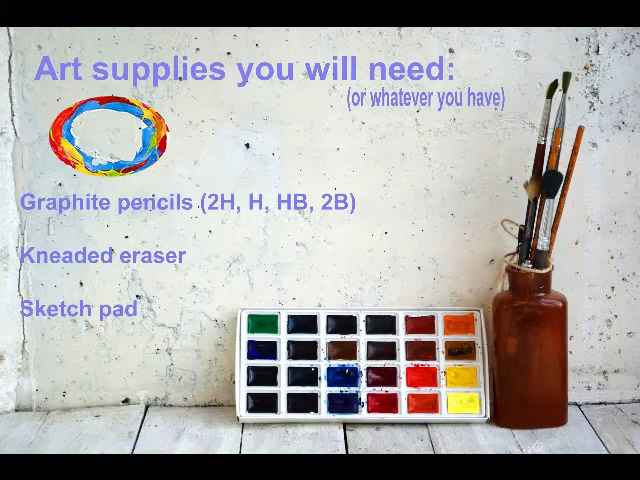 Art supplies you will need:
(or whatever you have)
Graphite pencils (2H, H, HB, 2B)
Kneaded eraser
Sketch pad